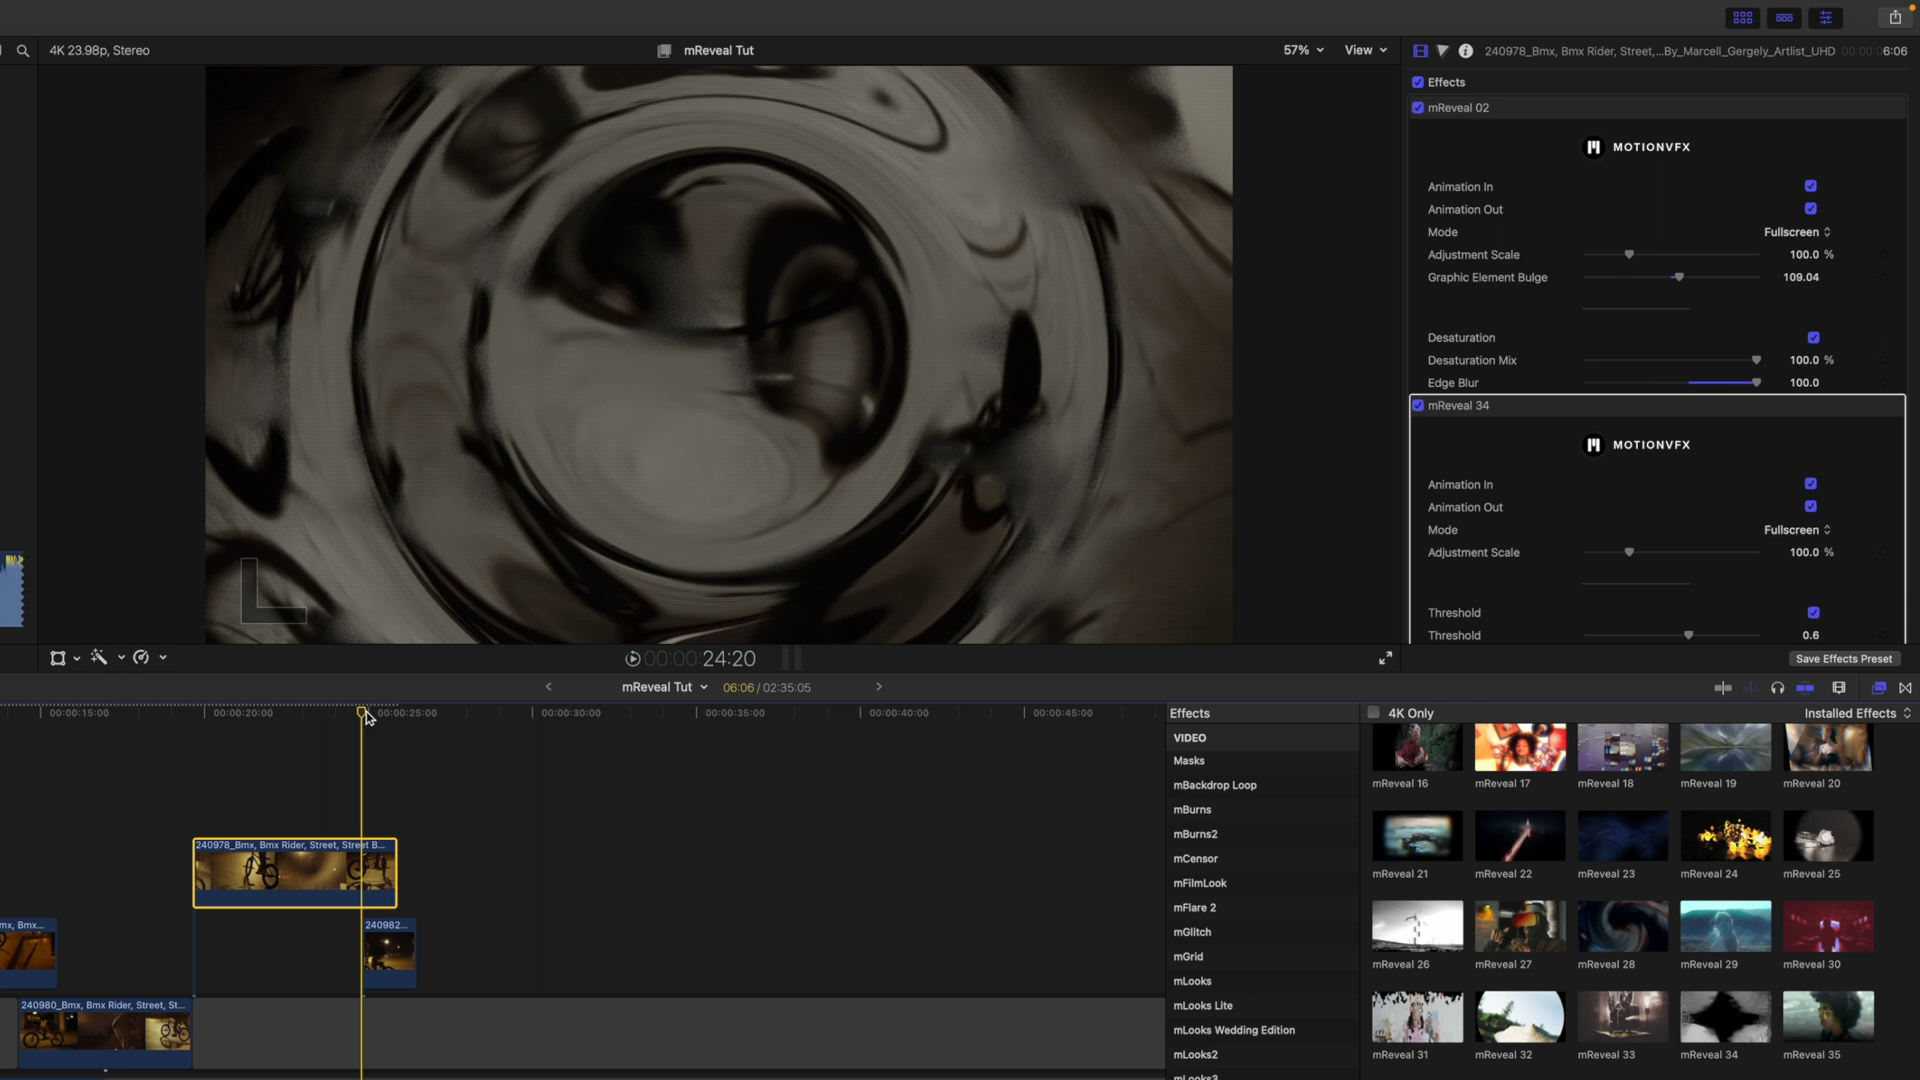 4K 23.98p, Stereo
mReveal Tut
57%
View
240978_Bmx, Bmx Rider, Street,...By_Marcell_Gergely_Artlist_UHD
00:00:06:06
Effects
mReveal 02
MOTIONVFX
Animation In
Animation Out
Mode
Fullscreen
Adjustment Scale
100.0 %
Graphic Element Bulge
109.04
Desaturation
Desaturation Mix
100.0 %
Edge Blur
100.0
mReveal 34
MOTIONVFX
Animation In
Animation Out
Mode
Fullscreen
Adjustment Scale
100.0 %
Threshold
Threshold
0.6
Save Effects Preset
00:00:24:20
mReveal Tut
06:06 / 02:35:05
00:00:15:00
00:00:20:00
00:00:25:00
00:00:30:00
00:00:35:00
00:00:40:00
00:00:45:00
240978_Bmx, Bmx Rider, Street, Street B...
mx, Bmx...
240982...
240980_Bmx, Bmx Rider, Street, St...
Effects
VIDEO
Masks
mBackdrop Loop
mBurns
mBurns2
mCensor
mFilmLook
mFlare 2
mGlitch
mGrid
mLooks
mLooks Lite
mLooks Wedding Edition
mLooks2
mLooks3
4K Only
Installed Effects
mReveal 16
mReveal 17
mReveal 18
mReveal 19
mReveal 20
mReveal 21
mReveal 22
mReveal 23
mReveal 24
mReveal 25
mReveal 26
mReveal 27
mReveal 28
mReveal 29
mReveal 30
mReveal 31
mReveal 32
mReveal 33
mReveal 34
mReveal 35